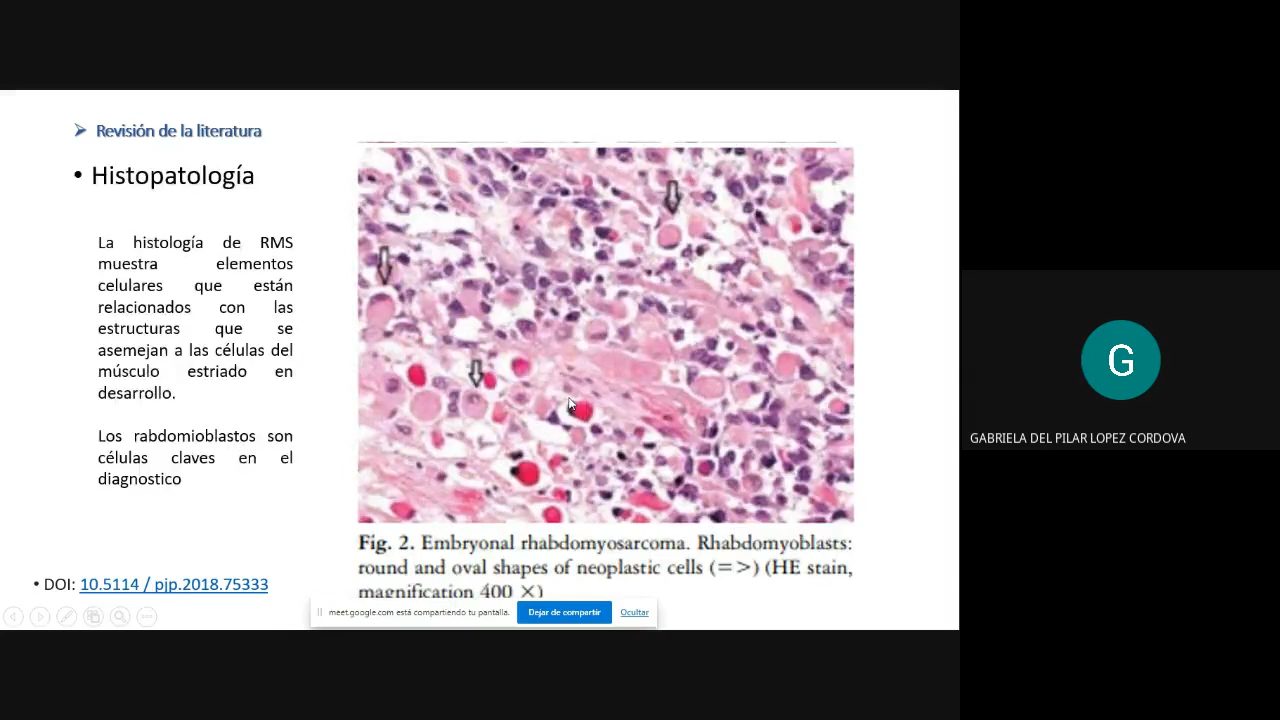 ➢ Revisión de la literatura
• Histopatología
La histología de RMS
muestra elementos
celulares que están
relacionados con las
estructuras que se
asemejan a las células del
músculo estriado en
desarrollo.
Los rabdomioblastos son
células claves en el
diagnostico
Fig. 2. Embryonal rhabdomyosarcoma. Rhabdomyoblasts:
round and oval shapes of neoplastic cells (=>) (HE stain,
magnification 400 ×)
• DOI: 10.5114 / pjp.2018.75333
meet.google.com está compartiendo tu pantalla. Dejar de compartir Ocultar
G
GABRIELA DEL PILAR LOPEZ CORDOVA